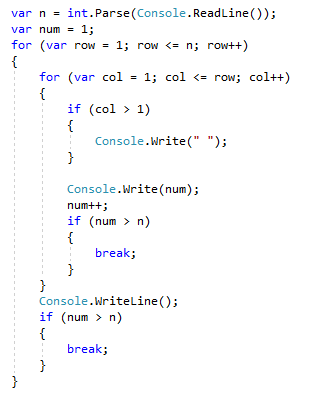 var n = int.Parse(Console.ReadLine());
var num = 1;
for (var row = 1; row <= n; row++)
{
    for (var col = 1; col <= row; col++)
    {
        if (col > 1)
        {
            Console.Write(" ");
        }

        Console.Write(num);
        num++;
        if (num > n)
        {
            break;
        }
    }
    Console.WriteLine();
    if (num > n)
    {
        break;
    }
}